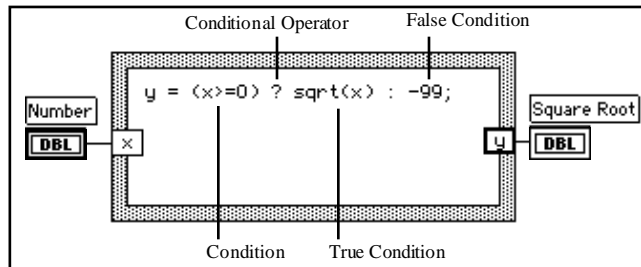 Conditional Operator
False Condition
y = (x>=0) ? sqrt(x) : -99;
Number
Square Root
DBL
x
y
DBL
Condition
True Condition